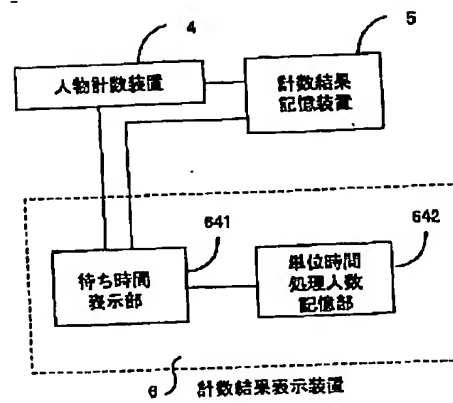 4
5
人物計数装置
計数結果
記憶装置
641
642
待ち時間
表示部
単位時間
処理人数
記憶部
6
計数結果表示装置